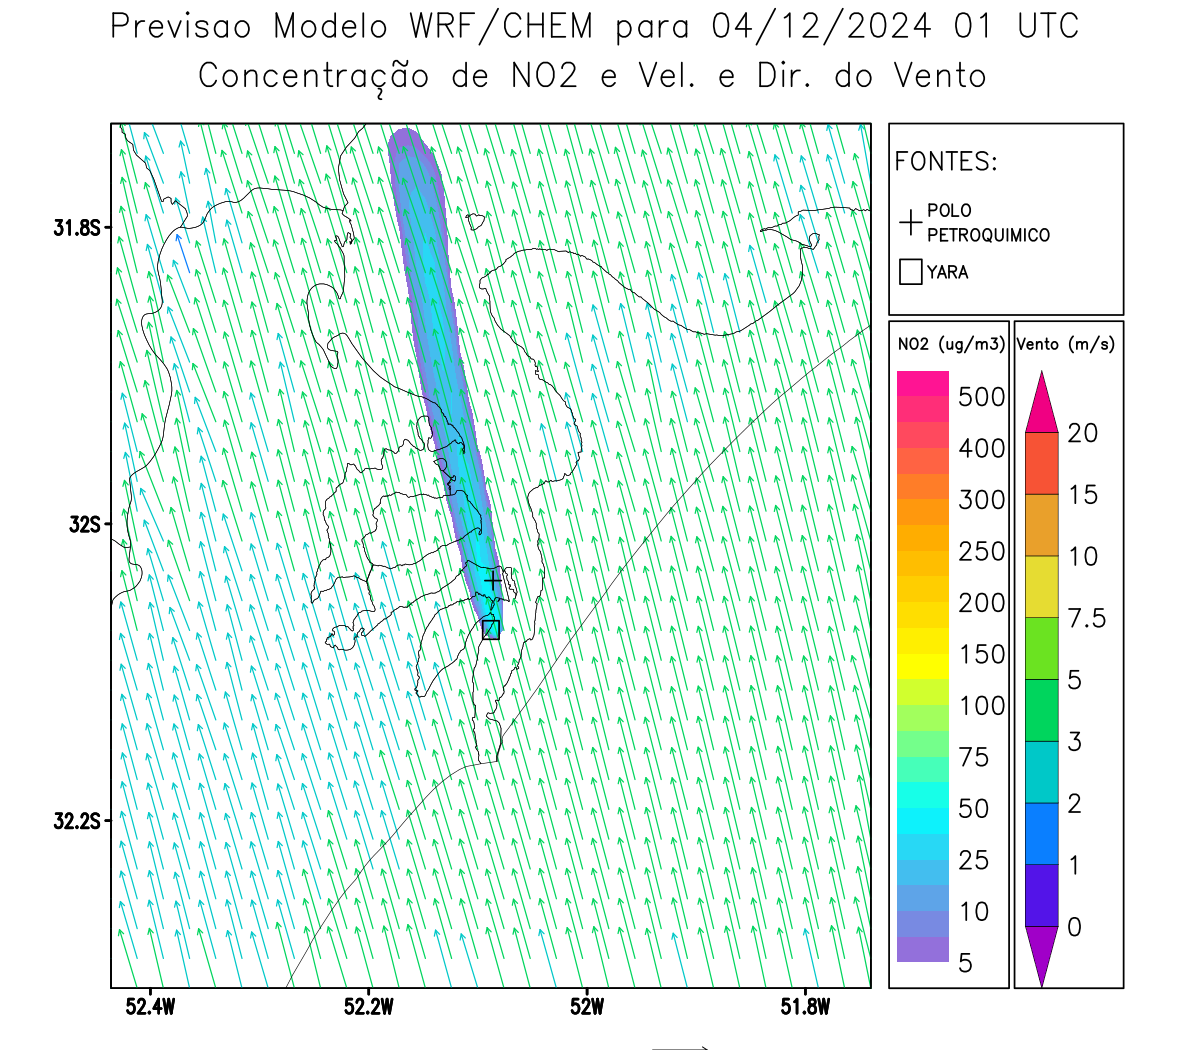 Previsao Modelo WRF/CHEM para 04/12/2024 01 UTC
Concentração de NO2 e Vel. e Dir. do Vento
FONTES:
POLO
PETROQUIMICO
YARA
NO2 (ug/m3)
500
400
300
250
200
150
100
75
50
25
10
5
Vento (m/s)
20
15
10
7.5
5
3
2
1
0
31.8S
32S
32.2S
52.4W
52.2W
52W
51.8W